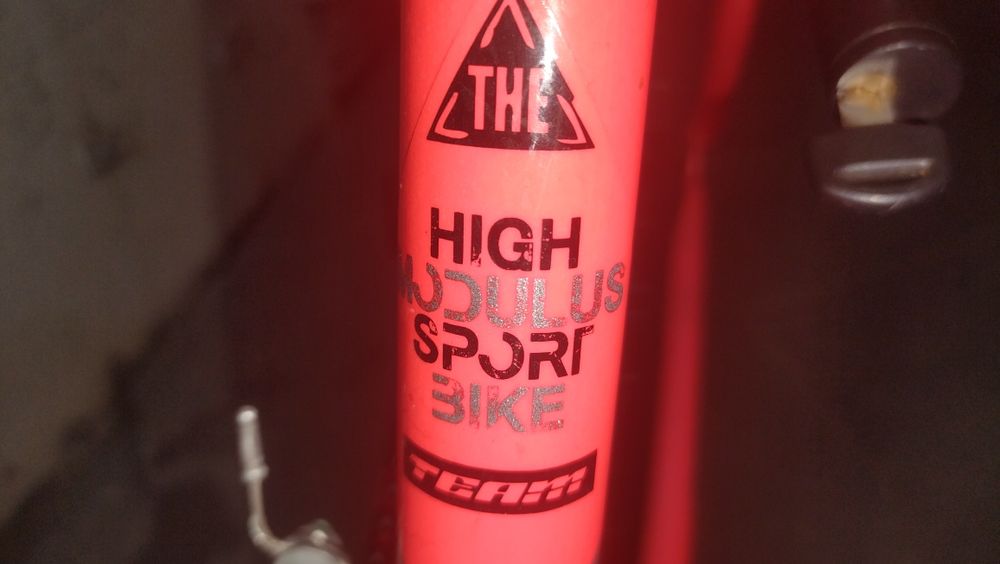 THE
HIGH
MODULUS
SPORT
BIKE
TEAM